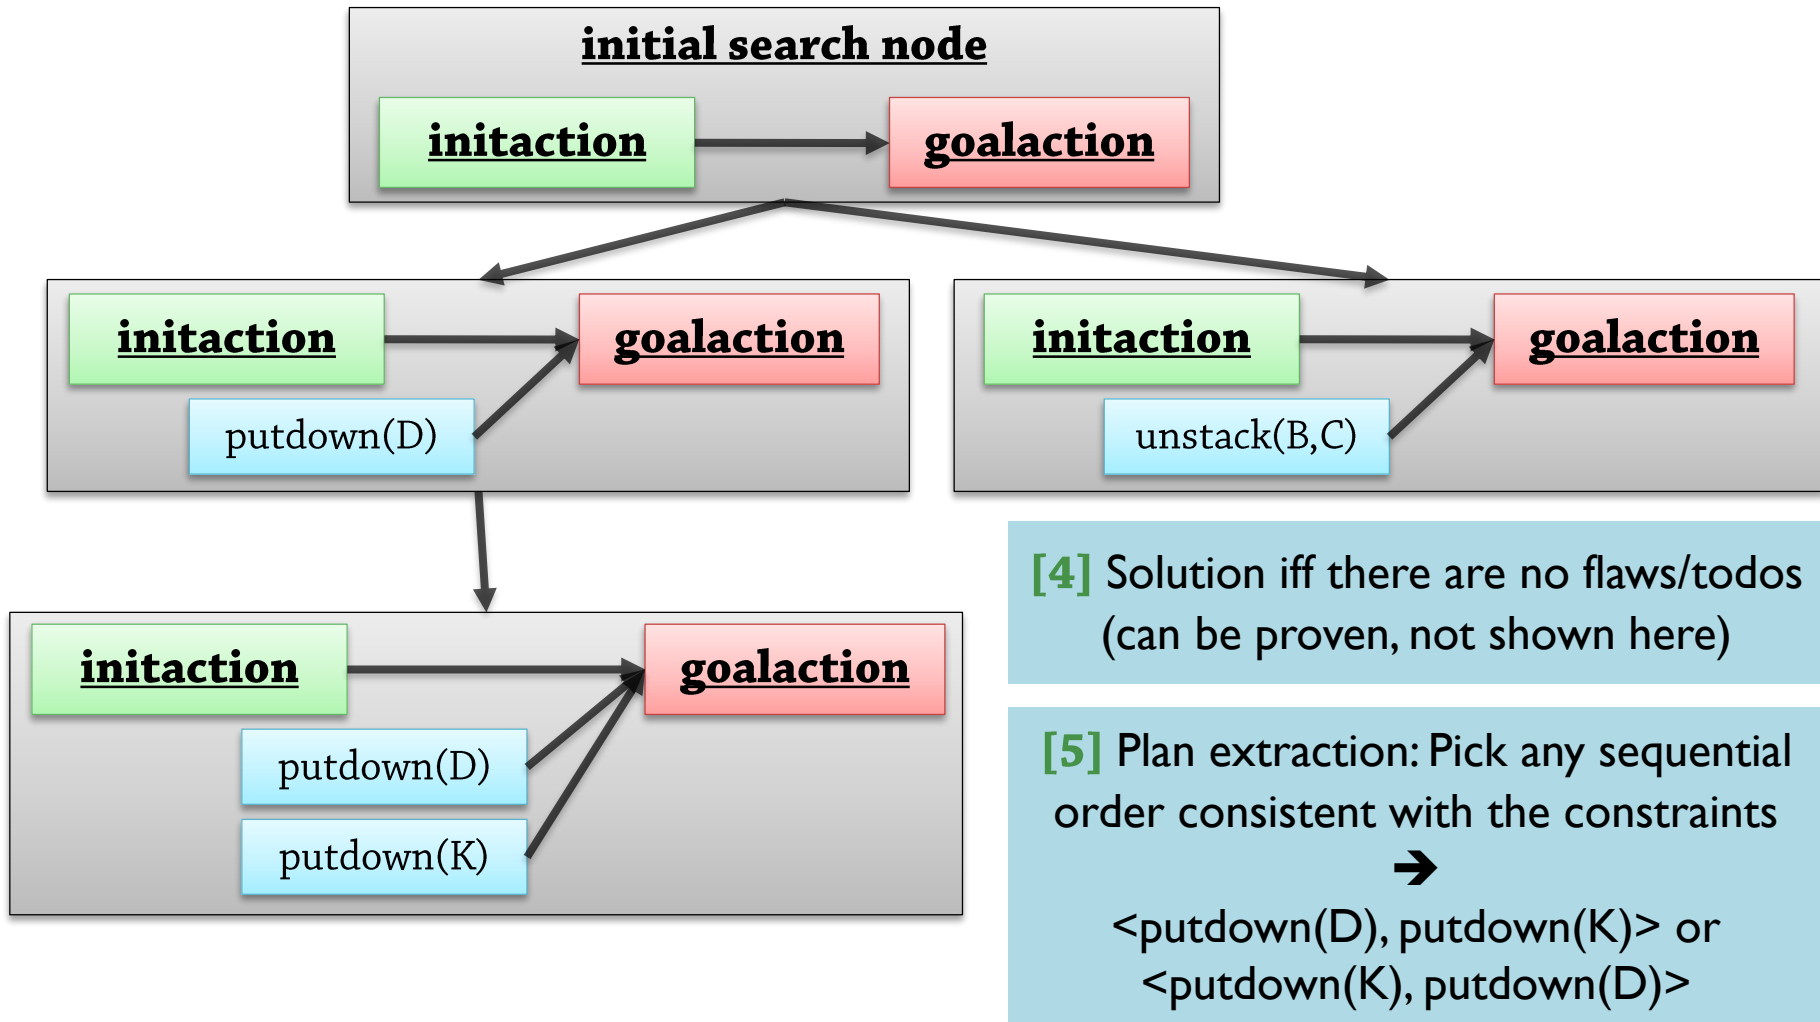 initial search node
initaction
goalaction
initaction
goalaction
putdown(D)
initaction
goalaction
unstack(B,C)
initaction
goalaction
putdown(D)
putdown(K)
[4] Solution iff there are no flaws/todos
(can be proven, not shown here)
[5] Plan extraction: Pick any sequential
order consistent with the constraints
➔
<putdown(D), putdown(K)> or
<putdown(K), putdown(D)>